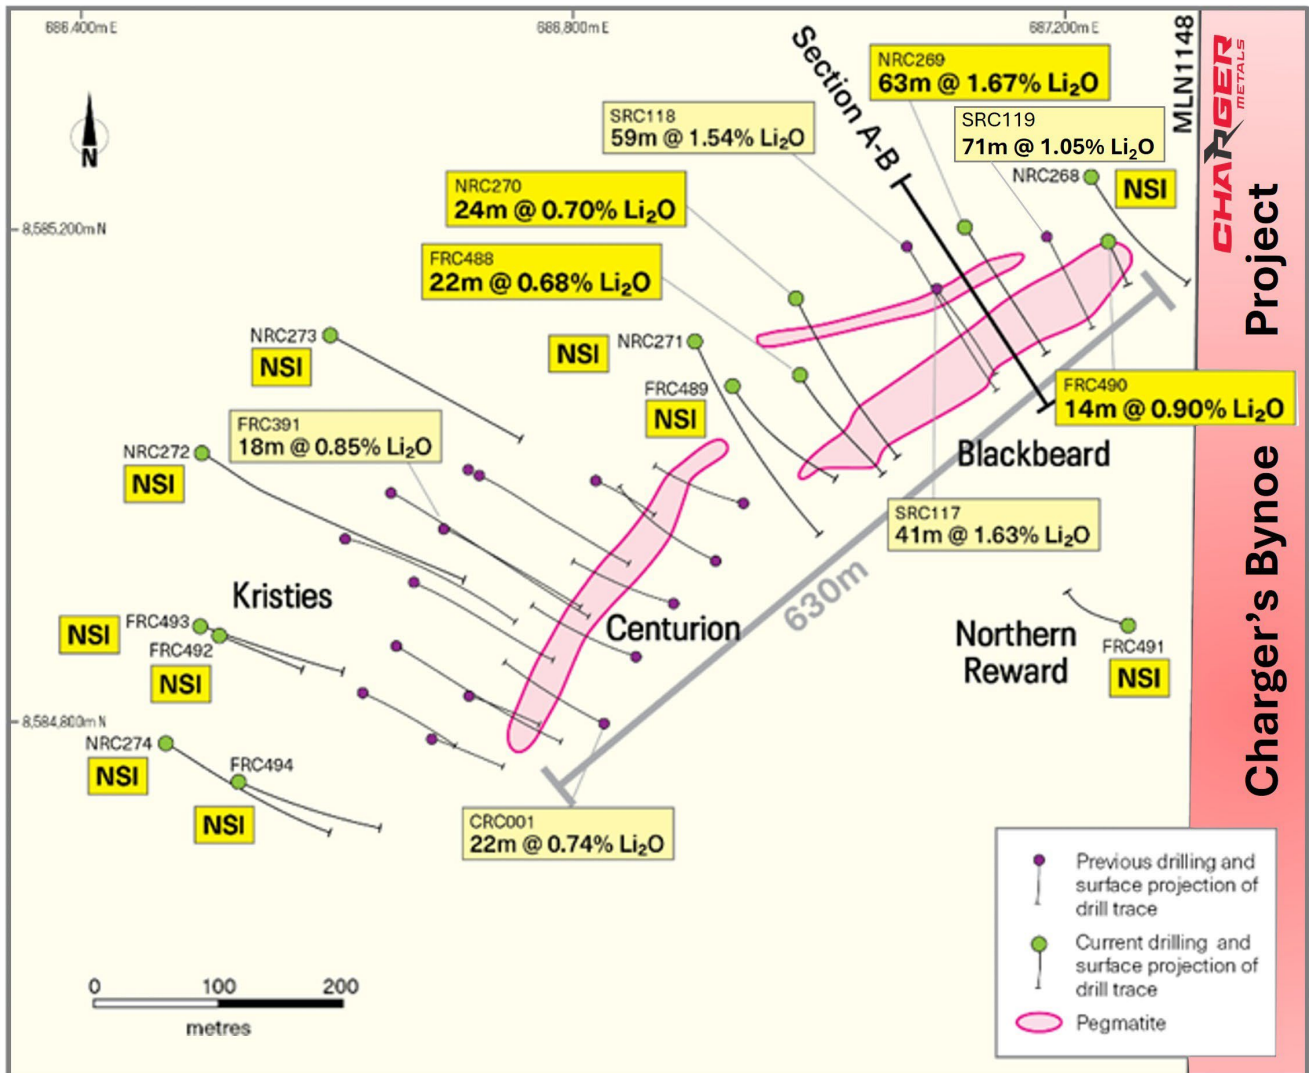 686,400m E
686,800m E
687,200m E
MLN1148
CHARGER
METALS
Section A-B
NRC269
63m @ 1.67% Li₂O
SRC118
59m @ 1.54% Li₂O
SRC119
71m @ 1.05% Li₂O
N
NRC268
NSI
NRC270
24m @ 0.70% Li₂O
8,585,200m N
FRC488
22m @ 0.68% Li₂O
NRC273
NSI
NRC271
NSI
FRC489
NSI
FRC490
14m @ 0.90% Li₂O
FRC391
18m @ 0.85% Li₂O
NRC272
NSI
Blackbeard
SRC117
41m @ 1.63% Li₂O
630m
Kristies
Centurion
FRC493
NSI
FRC492
NSI
Northern
Reward
FRC491
NSI
8,584,800m N
NRC274
NSI
FRC494
NSI
CRC001
22m @ 0.74% Li₂O
Charger's Bynoe Project
Previous drilling and
surface projection of
drill trace
Current drilling and
surface projection of
drill trace
Pegmatite
0 100 200
metres